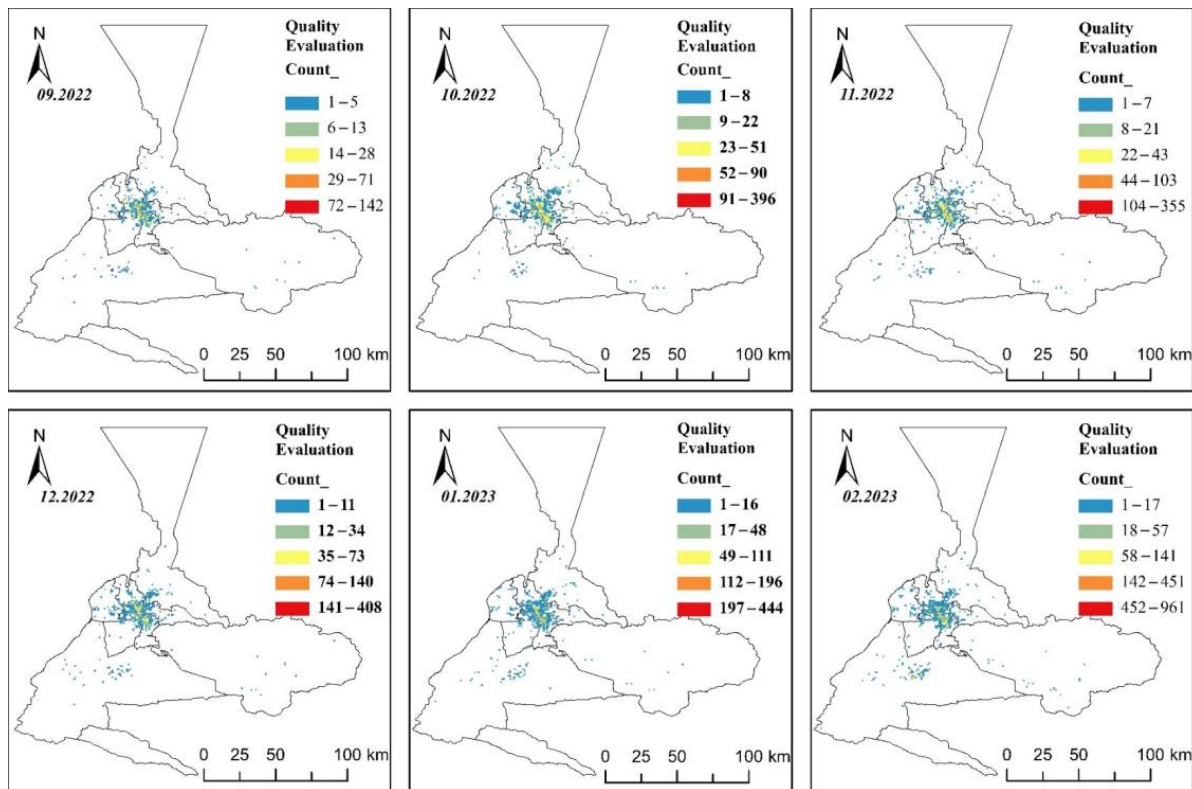 N
09.2022
Quality
Evaluation
Count_
1–5
6–13
14–28
29–71
72–142
0 25 50 100 km
N
10.2022
Quality
Evaluation
Count_
1–8
9–22
23–51
52–90
91–396
0 25 50 100 km
N
11.2022
Quality
Evaluation
Count_
1–7
8–21
22–43
44–103
104–355
0 25 50 100 km
N
12.2022
Quality
Evaluation
Count_
1–11
12–34
35–73
74–140
141–408
0 25 50 100 km
N
01.2023
Quality
Evaluation
Count_
1–16
17–48
49–111
112–196
197–444
0 25 50 100 km
N
02.2023
Quality
Evaluation
Count_
1–17
18–57
58–141
142–451
452–961
0 25 50 100 km